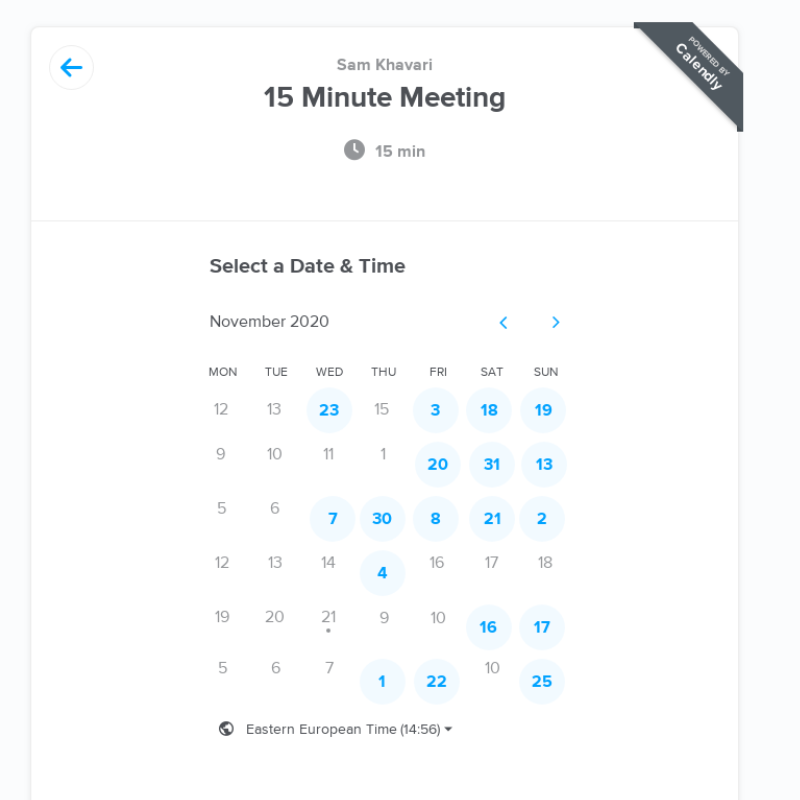 POWERED BY
Calendly
Sam Khavari
15 Minute Meeting
15 min
Select a Date & Time
November 2020
MON TUE WED THU FRI SAT SUN
12 13 23 15 3 18 19
9 10 11 1 20 31 13
5 6 7 30 8 21 2
12 13 14 4 16 17 18
19 20 21 9 10 16 17
5 6 7 1 22 10 25
Eastern European Time (14:56)